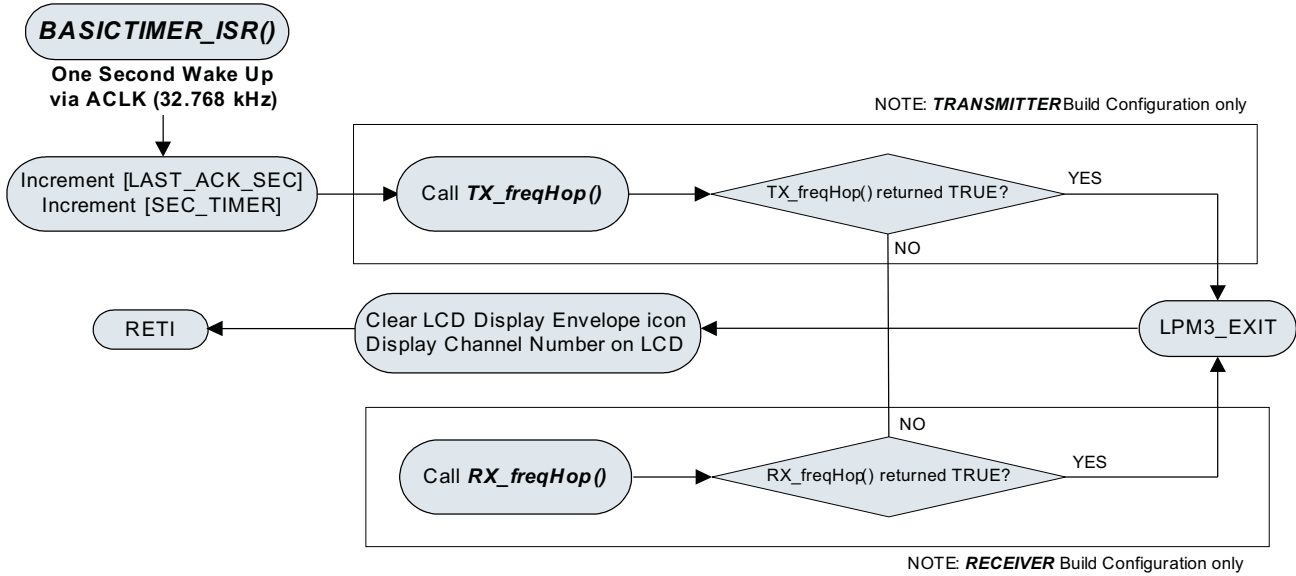 BASICTIMER_ISR()
One Second Wake Up
via ACLK (32.768 kHz)
NOTE: TRANSMITTER Build Configuration only
Increment [LAST_ACK_SEC]
Increment [SEC_TIMER]
Call TX_freqHop()
TX_freqHop() returned TRUE?
YES
NO
RETI
Clear LCD Display Envelope icon
Display Channel Number on LCD
LPM3_EXIT
NO
Call RX_freqHop()
RX_freqHop() returned TRUE?
YES
NOTE: RECEIVER Build Configuration only